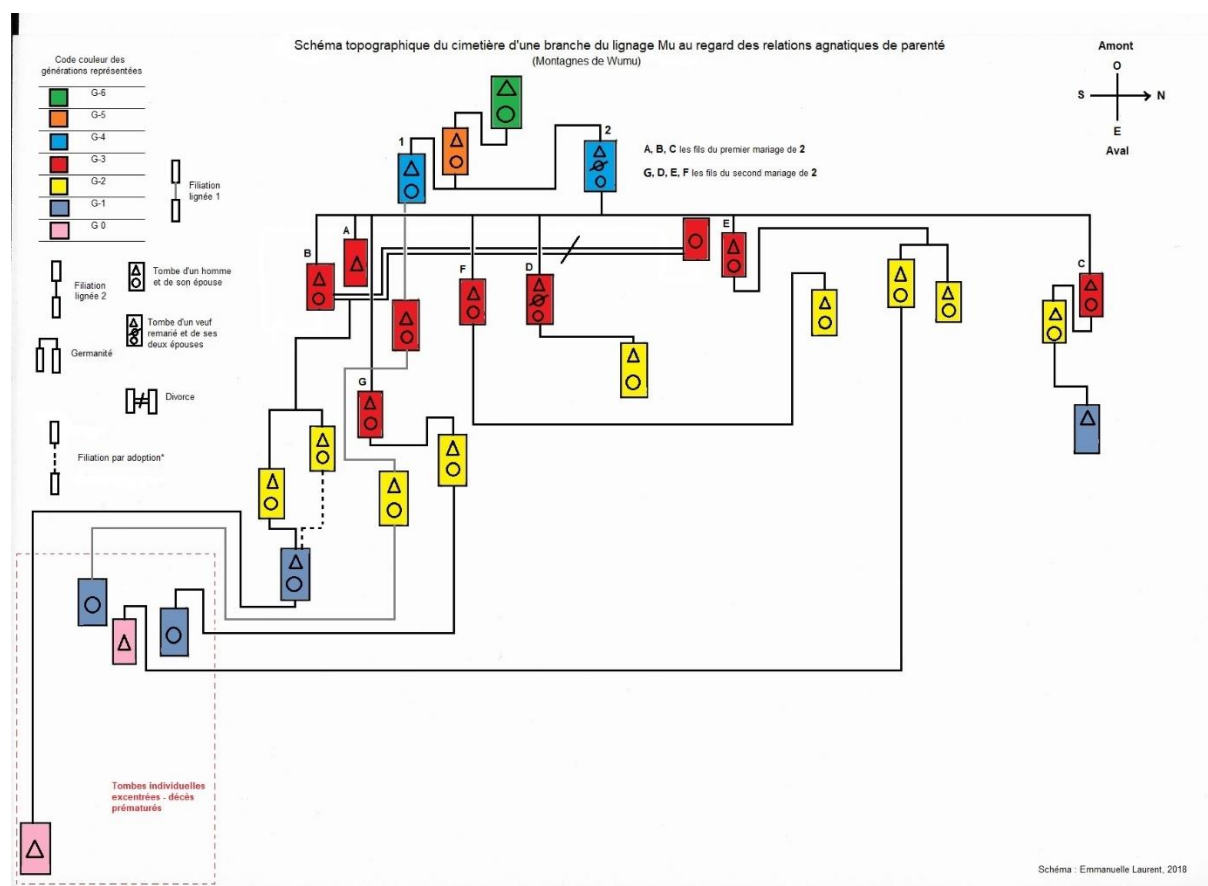 Schéma topographique du cimetière d'une branche du lignage Mu au regard des relations agnatiques de parenté
(Montagnes de Wumu)
Code couleur des
générations représentées
G-6
G-5
G-4
G-3
G-2
G-1
G 0
Filiation
lignée 1
Filiation
lignée 2
Tombe d'un homme
et de son épouse
Tombe d'un veuf
remarié et de ses
deux épouses
Germanité
Divorce
Filiation par adoption*
Amont
O
S
N
E
Aval
1
2
A, B, C les fils du premier mariage de 2
G, D, E, F les fils du second mariage de 2
A
B
E
F
D
C
G
Tombes individuelles
excentrées - décès
prématurés
Schéma : Emmanuelle Laurent, 2018